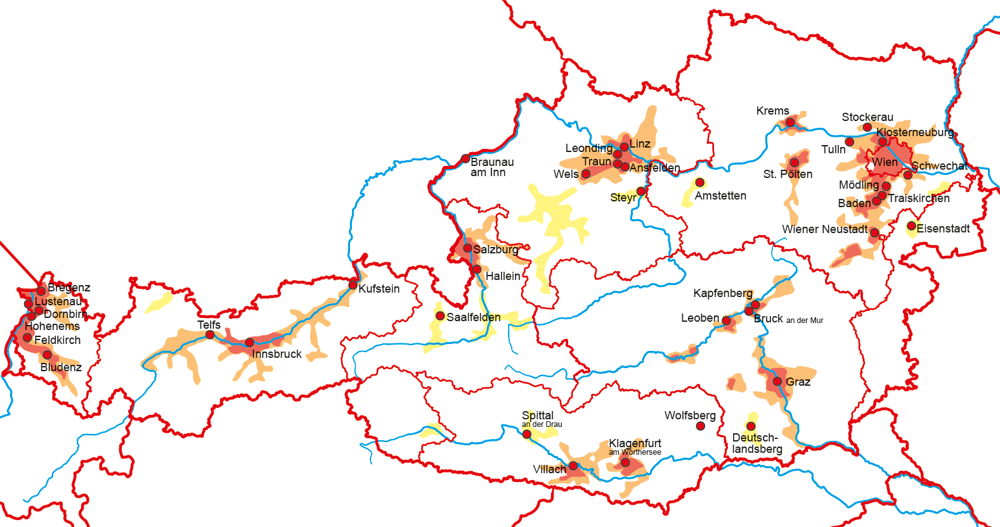 Krems
Stockerau
Klosterneuburg
Tulln
Wien
Schwechat
St. Pölten
Linz
Leonding
Traun
Ansfelden
Wels
Braunau
am Inn
Steyr
Amstetten
Mödling
Traiskirchen
Baden
Wiener Neustadt
Eisenstadt
Salzburg
Hallein
Kufstein
Bregenz
Lustenau
Dornbirn
Hohenems
Feldkirch
Bludenz
Telfs
Innsbruck
Saalfelden
Kapfenberg
Leoben
Bruck an der Mur
Graz
Spittal
an der Drau
Wolfsberg
Deutsch-
landsberg
Klagenfurt
am Wörthersee
Villach